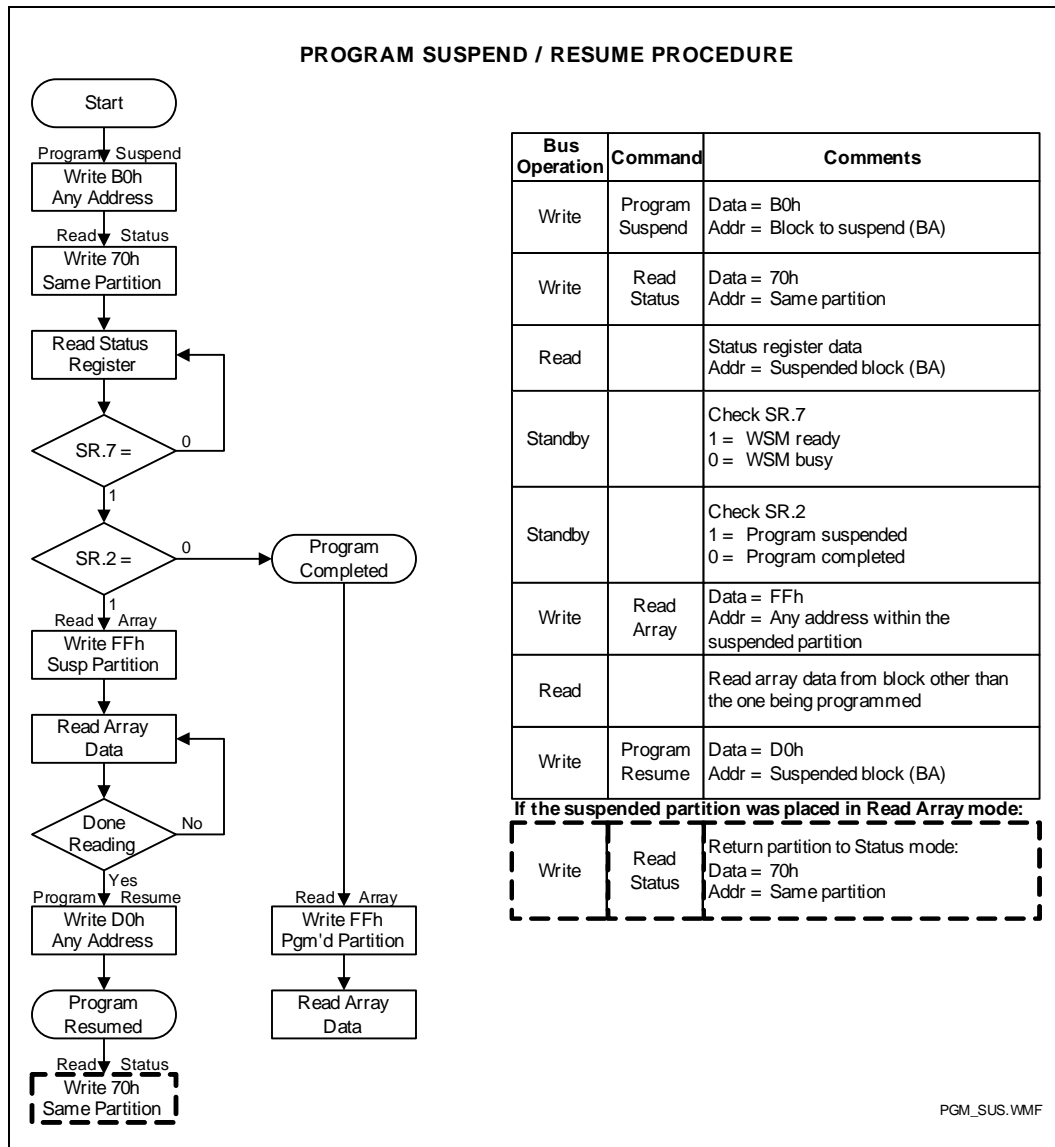 PROGRAM SUSPEND / RESUME PROCEDURE
Start
Program Suspend
Write B0h
Any Address
Read Status
Write 70h
Same Partition
Read Status
Register
SR.7 =
0
1
SR.2 =
0
1
Program
Completed
Read Array
Write FFh
Susp Partition
Read Array
Data
Done
Reading
No
Yes
Program Resume
Write D0h
Any Address
Program
Resumed
Read Status
Write 70h
Same Partition
Read Array
Write FFh
Pgm'd Partition
Read Array
Data
Bus
Operation
Command
Comments
Write
Program
Suspend
Data = B0h
Addr = Block to suspend (BA)
Write
Read
Status
Data = 70h
Addr = Same partition
Read
Status register data
Addr = Suspended block (BA)
Standby
Check SR.7
1 = WSM ready
0 = WSM busy
Standby
Check SR.2
1 = Program suspended
0 = Program completed
Write
Read
Array
Data = FFh
Addr = Any address within the
suspended partition
Read
Read array data from block other than
the one being programmed
Write
Program
Resume
Data = D0h
Addr = Suspended block (BA)
If the suspended partition was placed in Read Array mode:
Write
Read
Status
Return partition to Status mode:
Data = 70h
Addr = Same partition
PGM_SUS.WMF